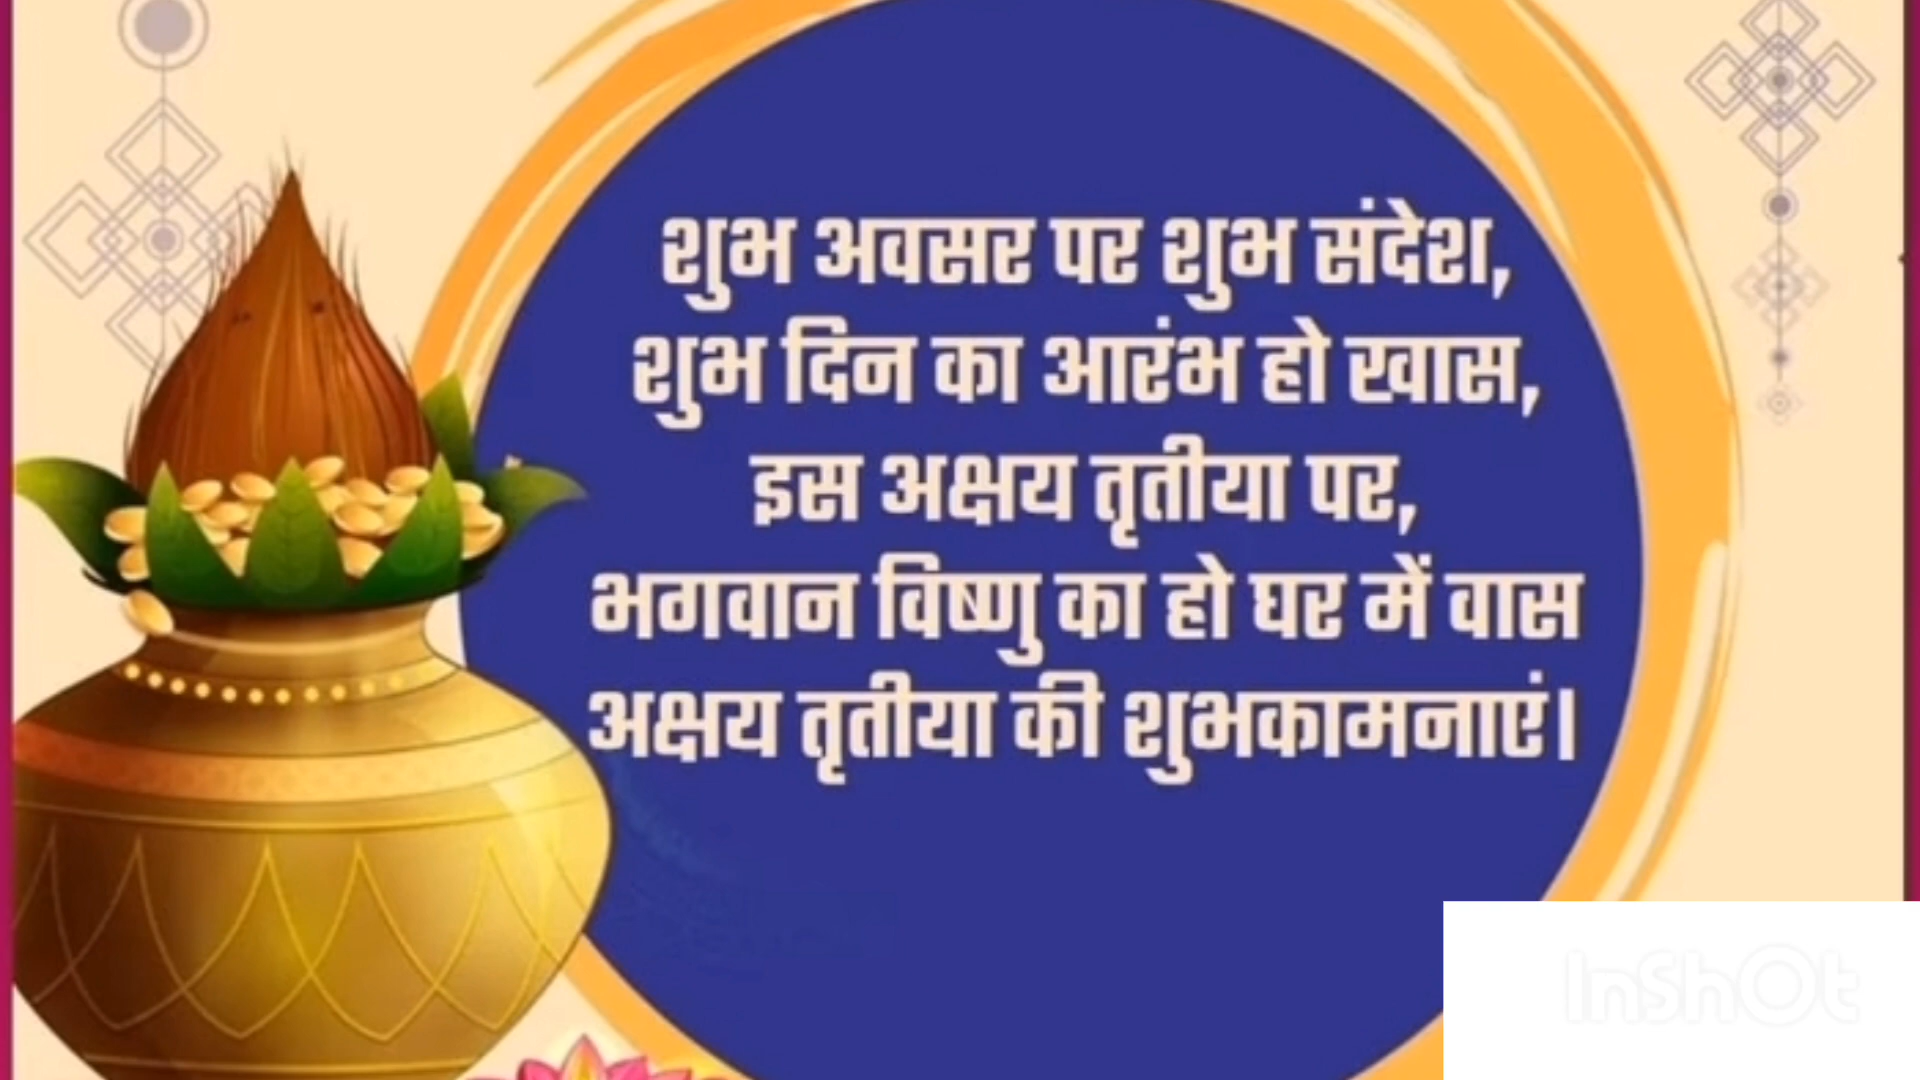 शुभ अवसर पर शुभ संदेश,
शुभ दिन का आरंभ हो खास,
इस अक्षय तृतीया पर,
भगवान विष्णु का हो घर में वास
अक्षय तृतीया की शुभकामनाएं।
InShOt